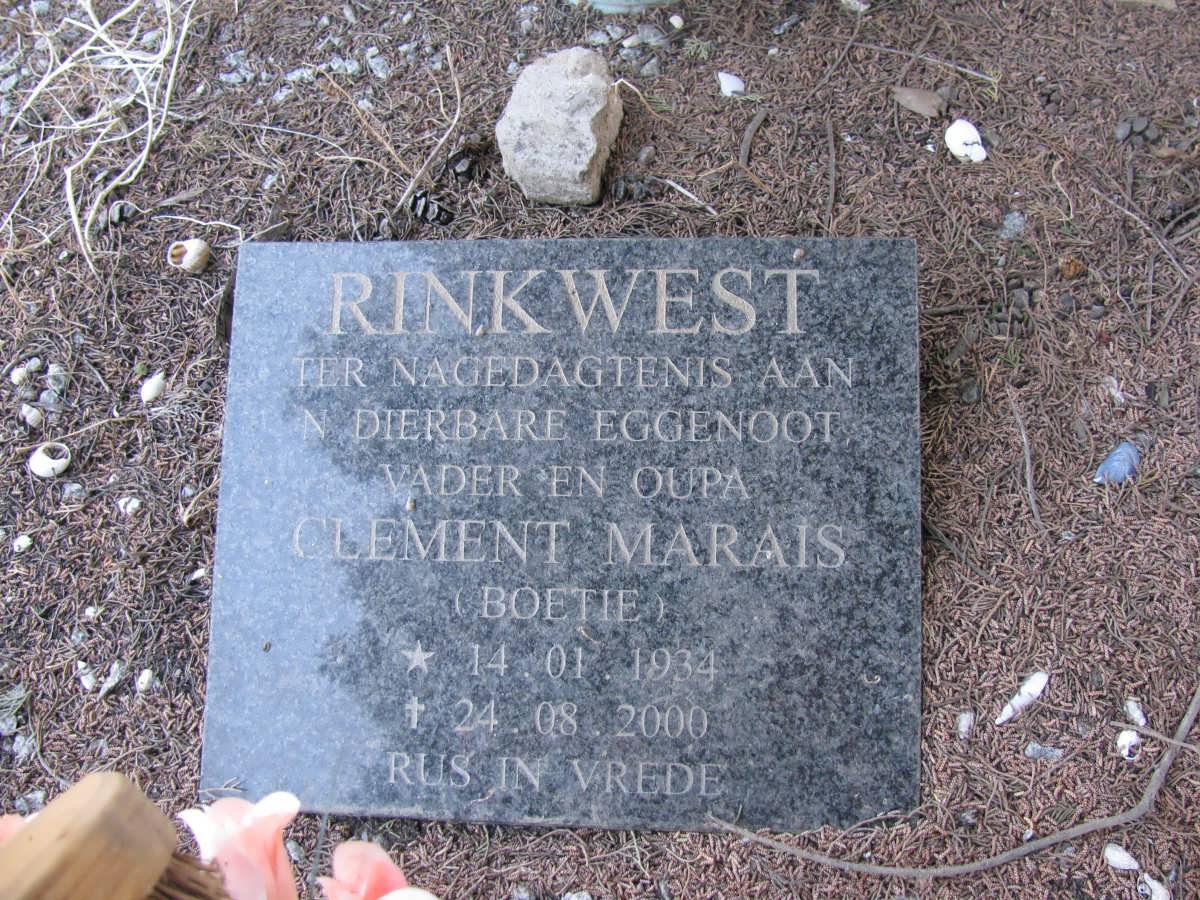 RINKWEST
TER NAGEDAGTENIS AAN
'N DIERBARE EGGENOOT
VADER EN OUPA
CLEMENT MARAIS
(BOETIE)
★ 14 . 01 . 1934
✝ 24 . 08 . 2000
RUS IN VREDE